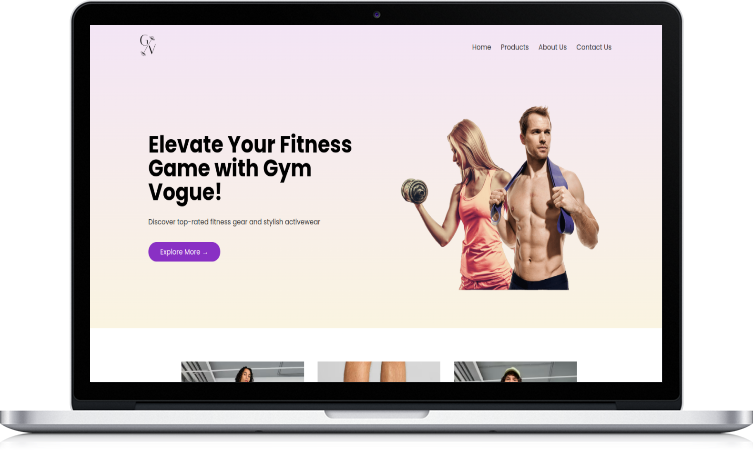 GV
Home Products About Us Contact Us
Elevate Your Fitness
Game with Gym
Vogue!
Discover top-rated fitness gear and stylish activewear
Explore More →